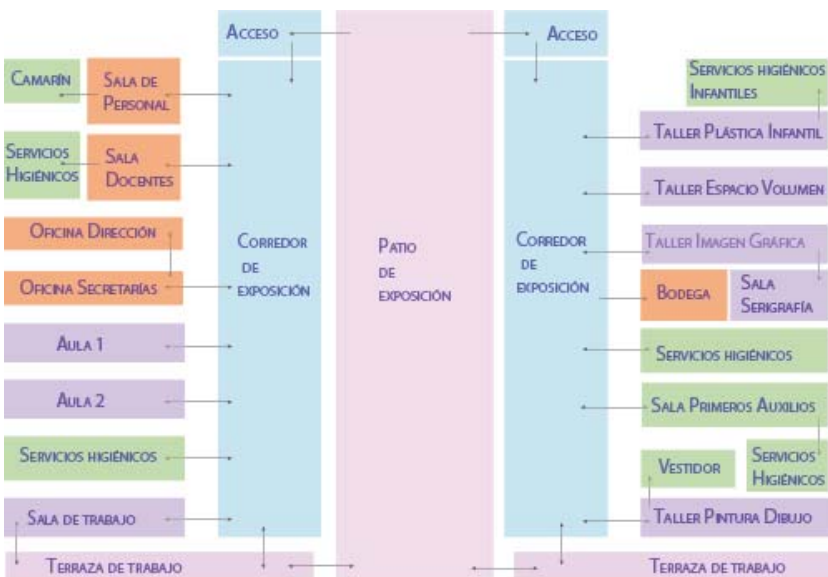 Acceso
Acceso
Camarín
Sala de
Personal
Servicios higiénicos
Infantiles
Taller Plástica Infantil
Servicios
Higiénicos
Sala
Docentes
Taller Espacio Volumen
Oficina Dirección
Corredor
de
exposición
Patio
de
exposición
Corredor
de
exposición
Taller Imagen Gráfica
Oficina Secretarías
Bodega
Sala
Serigrafía
Aula 1
Servicios higiénicos
Aula 2
Sala Primeros Auxilios
Servicios higiénicos
Vestidor
Servicios
Higiénicos
Sala de trabajo
Taller Pintura Dibujo
Terraza de trabajo
Terraza de trabajo